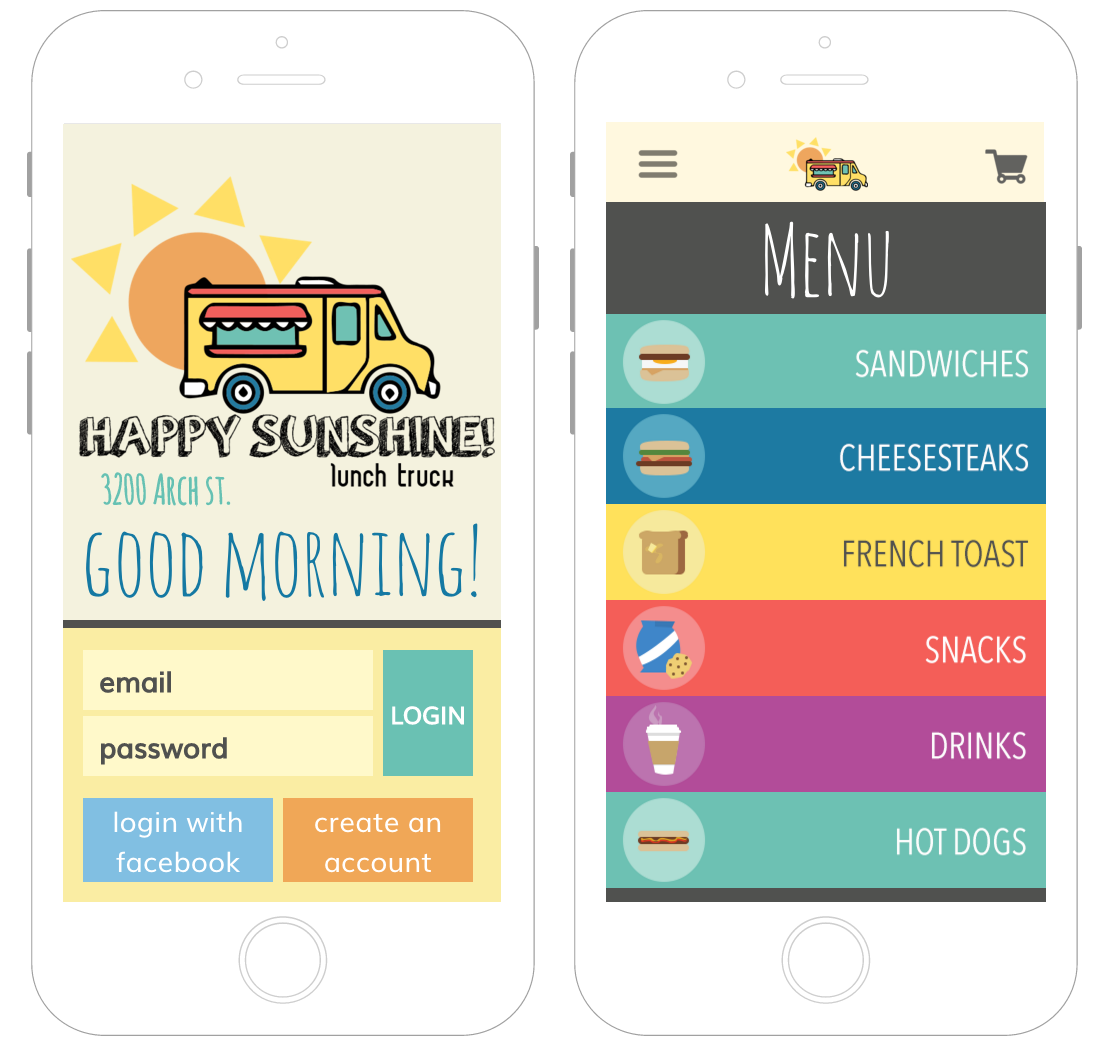 HAPPY SUNSHINE!
lunch truck
3200 ARCH ST.
GOOD MORNING!
email
password
LOGIN
login with
facebook
create an
account
MENU
SANDWICHES
CHEESESTEAKS
FRENCH TOAST
SNACKS
DRINKS
HOT DOGS